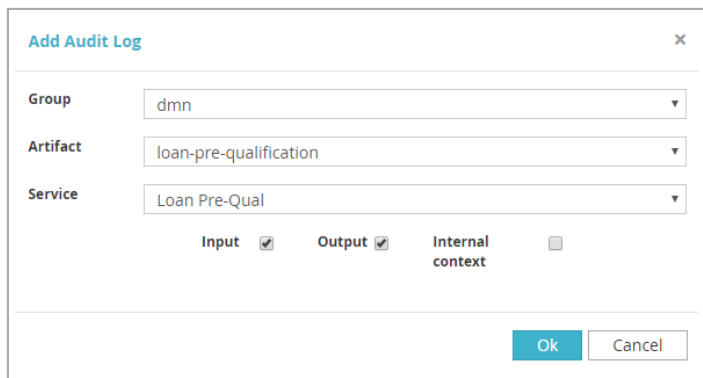 Add Audit Log ×
Group dmn
Artifact loan-pre-qualification
Service Loan Pre-Qual
Input Output Internal
context
Ok Cancel